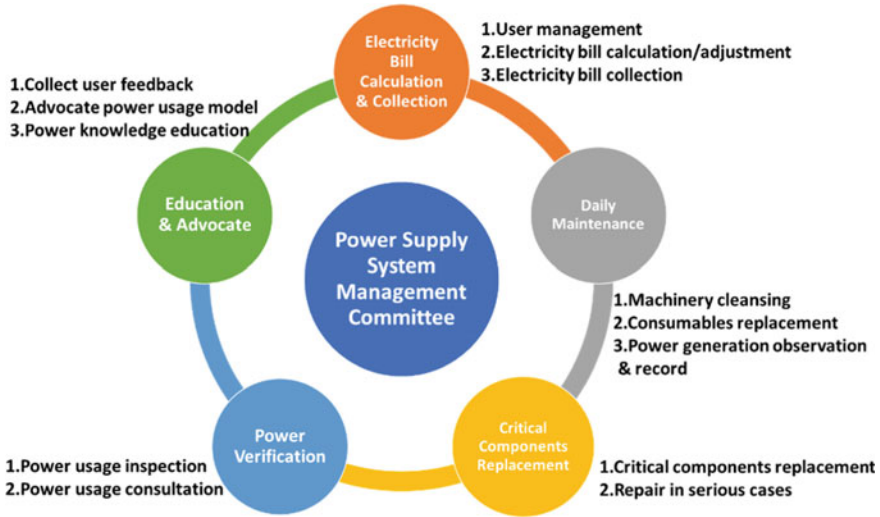 Electricity
Bill
Calculation
& Collection
1.User management
2.Electricity bill calculation/adjustment
3.Electricity bill collection
1.Collect user feedback
2.Advocate power usage model
3.Power knowledge education
Education
& Advocate
Daily
Maintenance
Power Supply
System
Management
Committee
1.Machinery cleansing
2.Consumables replacement
3.Power generation observation
& record
Power
Verification
Critical
Components
Replacement
1.Power usage inspection
2.Power usage consultation
1.Critical components replacement
2.Repair in serious cases